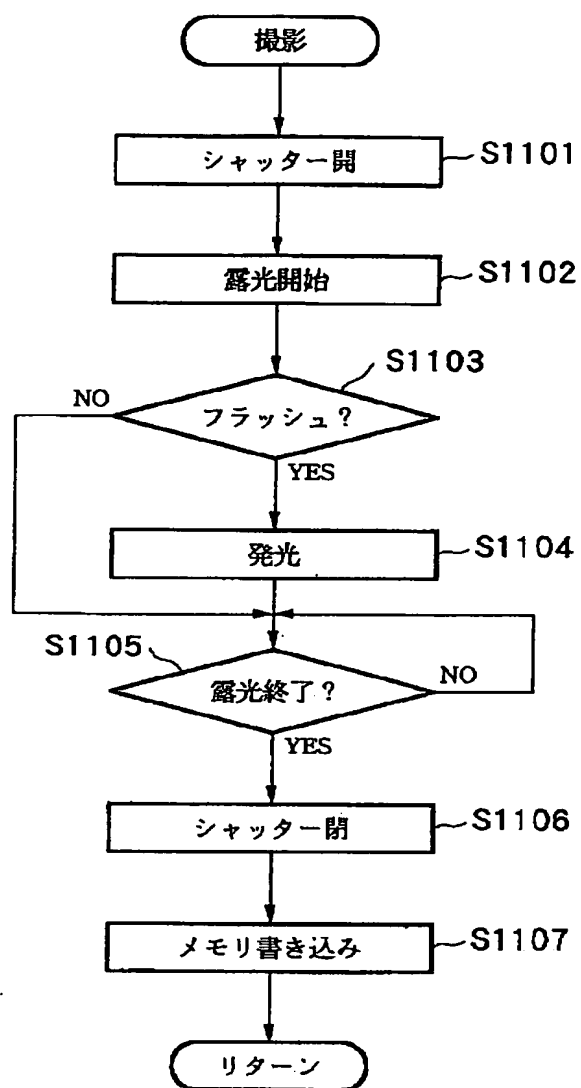 撮影
シャッター開
S1101
露光開始
S1102
S1103
フラッシュ?
NO
YES
発光
S1104
S1105
露光終了?
NO
YES
シャッター閉
S1106
メモリ書き込み
S1107
リターン